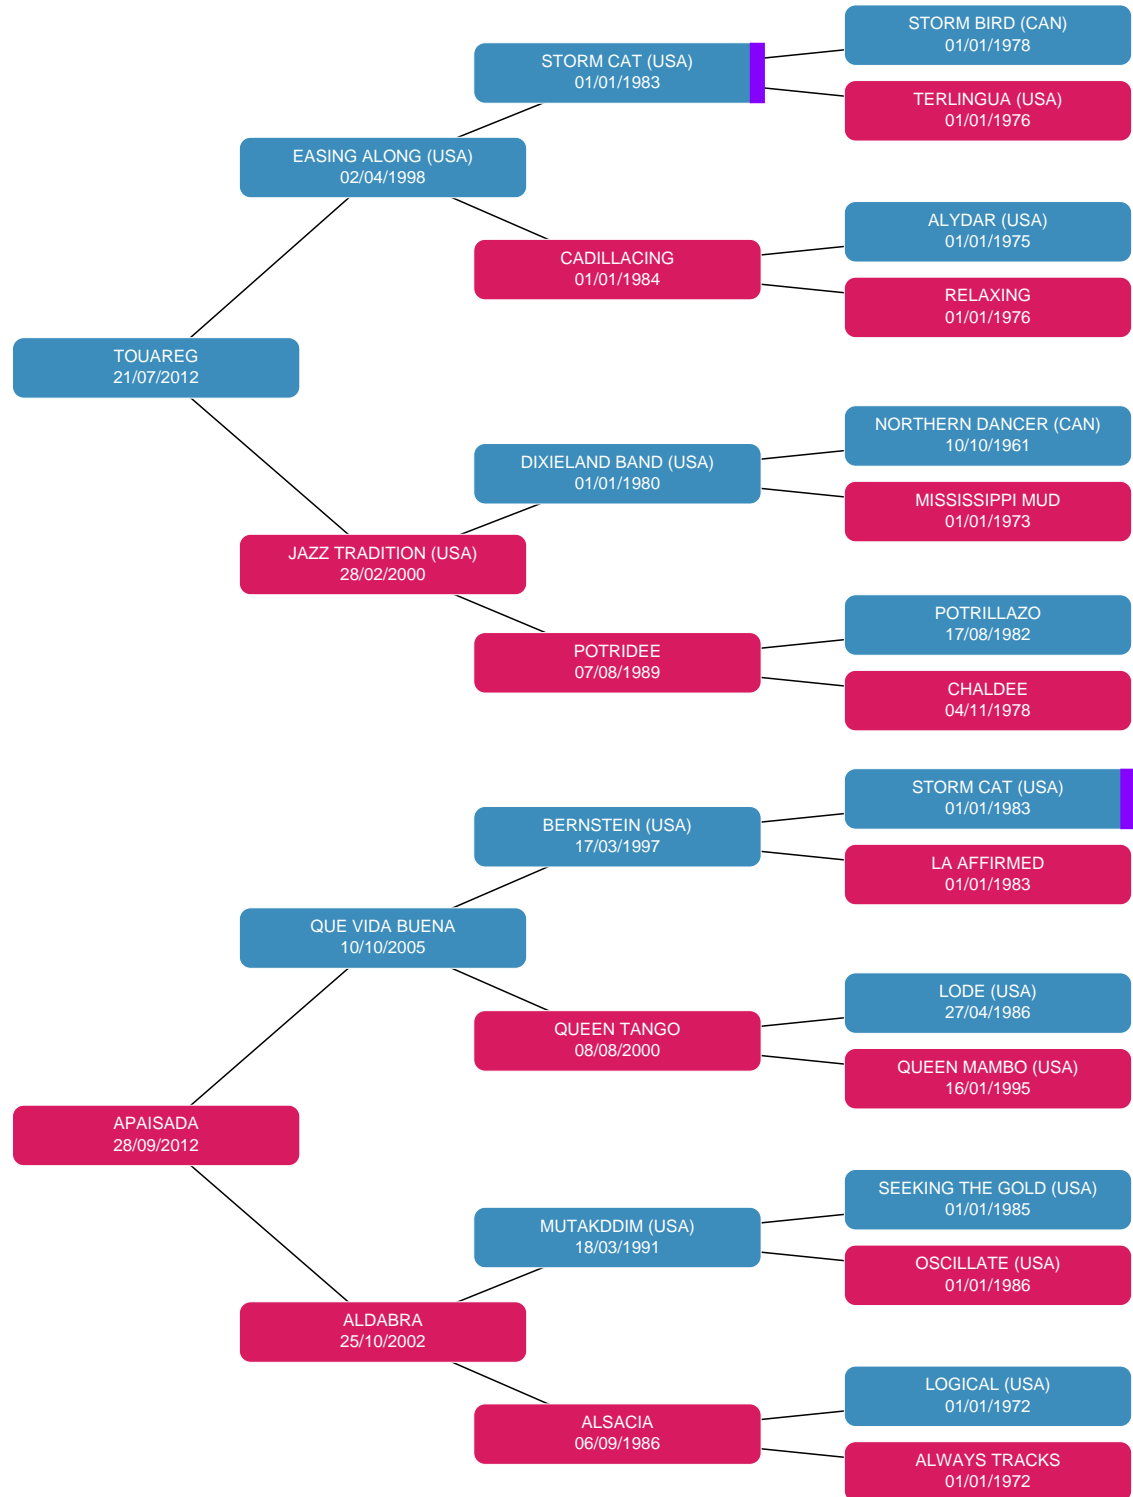 STORM BIRD (CAN)
01/01/1978
STORM CAT (USA)
01/01/1983
TERLINGUA (USA)
01/01/1976
EASING ALONG (USA)
02/04/1998
ALYDAR (USA)
01/01/1975
CADILLACING
01/01/1984
RELAXING
01/01/1976
TOUAREG
21/07/2012
NORTHERN DANCER (CAN)
10/10/1961
DIXIELAND BAND (USA)
01/01/1980
MISSISSIPPI MUD
01/01/1973
JAZZ TRADITION (USA)
28/02/2000
POTRILLAZO
17/08/1982
POTRIDEE
07/08/1989
CHALDEE
04/11/1978
STORM CAT (USA)
01/01/1983
BERNSTEIN (USA)
17/03/1997
LA AFFIRMED
01/01/1983
QUE VIDA BUENA
10/10/2005
LODE (USA)
27/04/1986
QUEEN TANGO
08/08/2000
QUEEN MAMBO (USA)
16/01/1995
APAISADA
28/09/2012
SEEKING THE GOLD (USA)
01/01/1985
MUTAKDDIM (USA)
18/03/1991
OSCILLATE (USA)
01/01/1986
ALDABRA
25/10/2002
LOGICAL (USA)
01/01/1972
ALSACIA
06/09/1986
ALWAYS TRACKS
01/01/1972